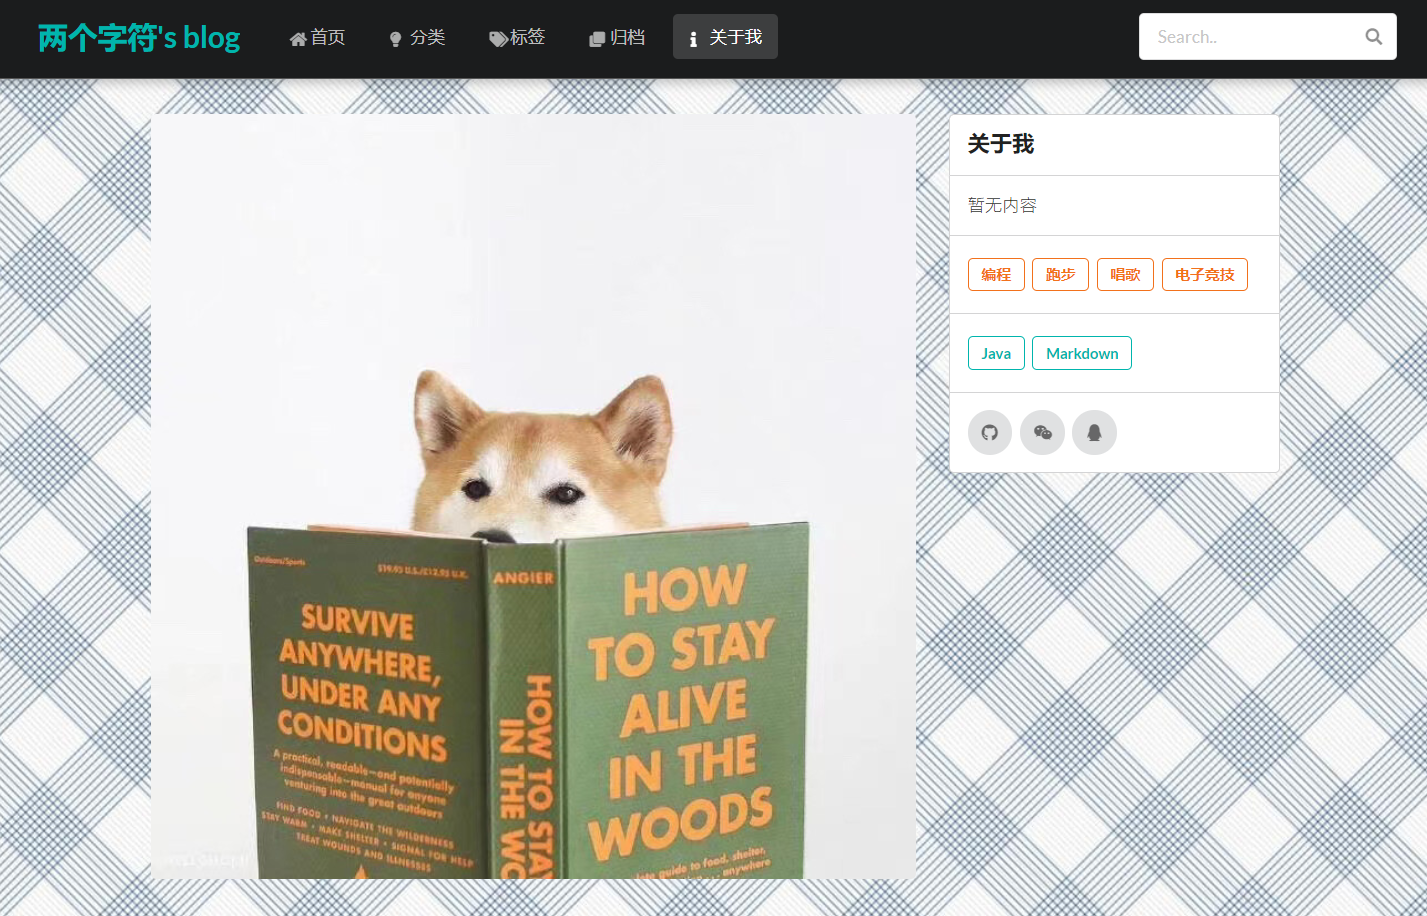 两个字符's blog
首页
分类
标签
归档
关于我
Search..
关于我
暂无内容
编程
跑步
唱歌
电子竞技
Java
Markdown
Outdoors/Sports
$19.95 U.S./£12.95 U.K.
SURVIVE
ANYWHERE,
UNDER ANY
CONDITIONS
A practical, readable—and potentially
indispensable—manual for anyone
venturing into the great outdoors
FIND FOOD • NAVIGATE THE WILDERNESS
STAY WARM • MAKE SHELTER • SIGNAL FOR HELP
TREAT WOUNDS AND ILLNESSES
ANGIER
HOW TO STAY
IN THE WO
HOW
TO STAY
ALIVE
IN THE
WOODS
guide to food, shelter,
anywhere